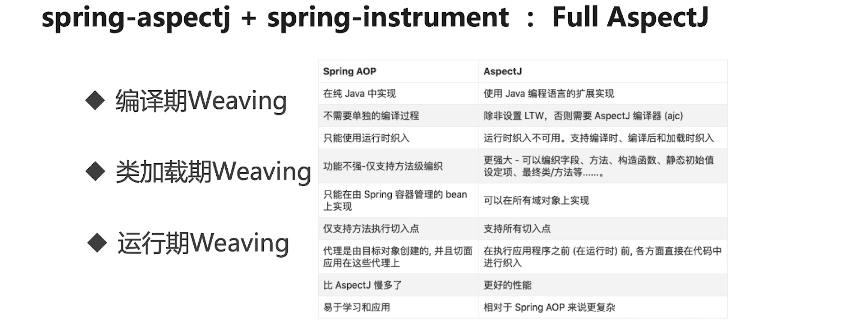 spring-aspectj + spring-instrument ： Full AspectJ
◆ 编译期Weaving
◆ 类加载期Weaving
◆ 运行期Weaving
Spring AOP AspectJ
在纯 Java 中实现 使用 Java 编程语言的扩展实现
不需要单独的编译过程 除非设置 LTW，否则需要 AspectJ 编译器 (ajc)
只能使用运行时织入 运行时织入不可用。支持编译时、编译后和加载时织入
功能不强-仅支持方法级编织 更强大 - 可以编织字段、方法、构造函数、静态初始值
设定项、最终类/方法等......。
只能在由 Spring 容器管理的 bean
上实现 可以在所有域对象上实现
仅支持方法执行切入点 支持所有切入点
代理是由目标对象创建的, 并且切面
应用在这些代理上 在执行应用程序之前 (在运行时) 前, 各方面直接在代码中
进行织入
比 AspectJ 慢多了 更好的性能
易于学习和应用 相对于 Spring AOP 来说更复杂